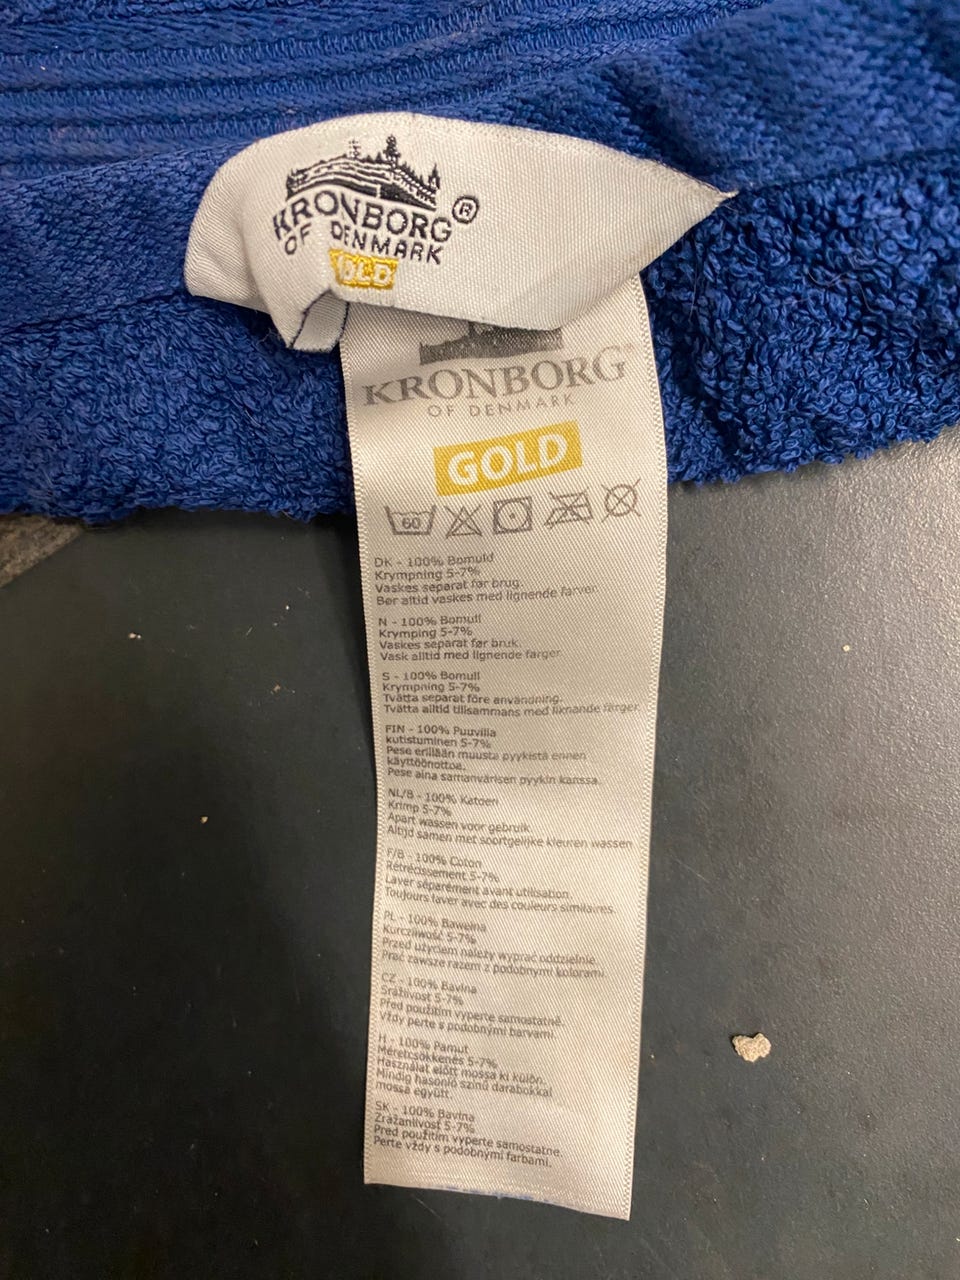 KRONBORG®
OF DENMARK
GOLD
KRONBORG®
OF DENMARK
GOLD
60
DK - 100% Bomuld
Krympning 5-7%
Vaskes separat før brug.
Bør altid vaskes med lignende farver
N - 100% Bomull
Krymping 5-7%
Vaskes separat før bruk.
Vask alltid med lignende farger
S - 100% Bomull
Krympning 5-7%
Tvätta separat före användning.
Tvätta alltid tillsammans med liknande färger.
FIN - 100% Puuvilla
kutistuminen 5-7%
Pese erillään muusta pyykistä ennen
käyttöönottoa.
Pese aina samanvärisen pyykin kanssa.
NL/B - 100% Katoen
Krimp 5-7%
Apart wassen voor gebruik.
Altijd samen met soortgelijke kleuren wassen
F/B - 100% Coton
Rétrécissement 5-7%
Laver séparément avant utilisation.
Toujours laver avec des couleurs similaires.
PL - 100% Bawełna
Kurczliwość 5-7%
Przed użyciem należy wyprać oddzielnie.
Prać zawsze razem z podobnymi kolorami.
CZ - 100% Bavlna
Sráživost 5-7%
Před použitím vyperte samostatně.
Vždy perte s podobnými barvami.
H - 100% Pamut
Méretcsökkenés 5-7%
Használat előtt mossa ki külön.
Mindig hasonló színű darabokkal
mossa együtt.
SK - 100% Bavlna
Zrážanlivosť 5-7%
Pred použitím vyperte samostatne.
Perte vždy s podobnými farbami.